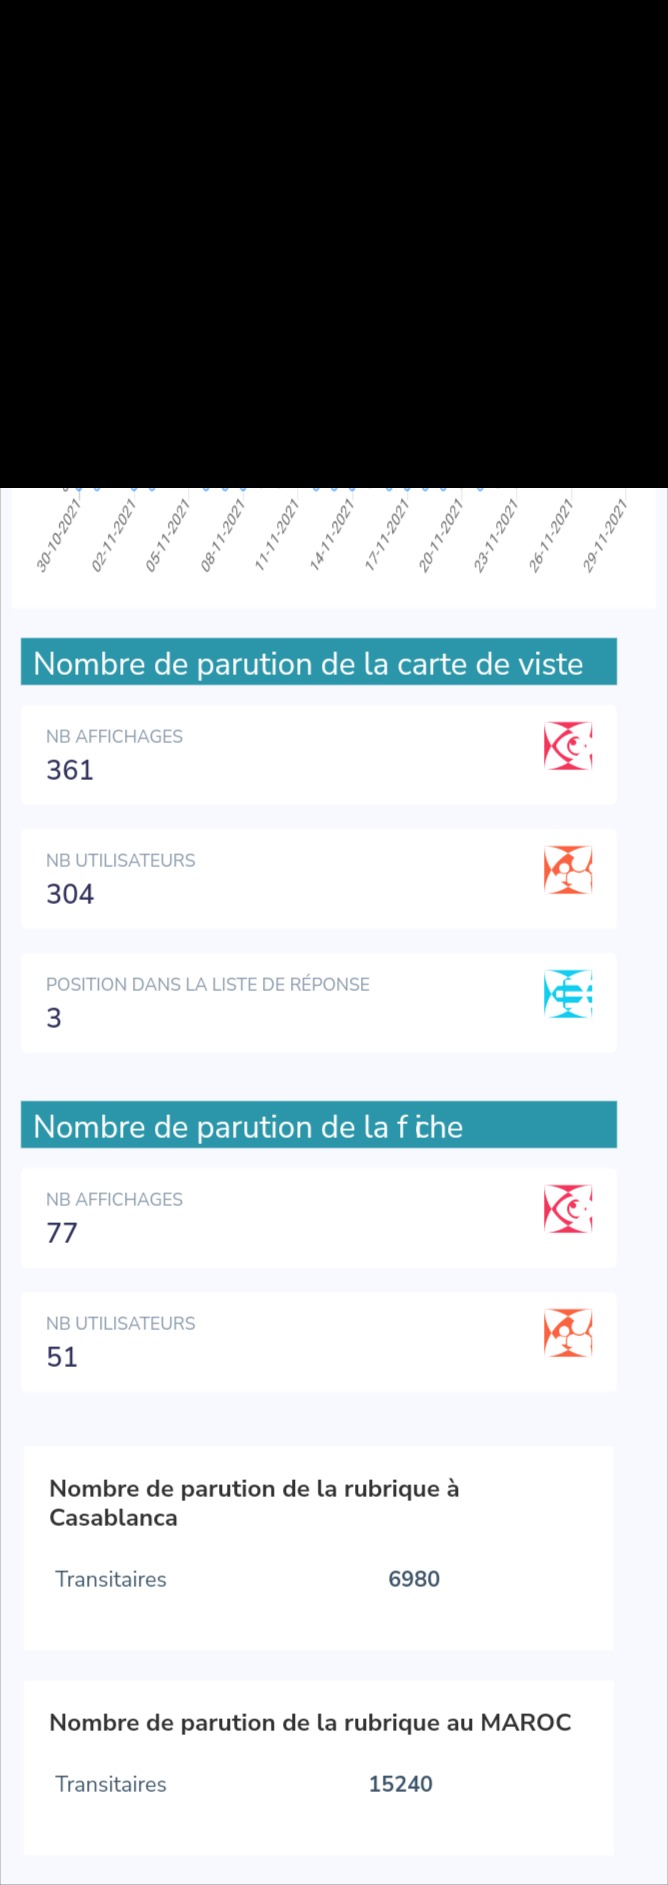 30-10-2021
02-11-2021
05-11-2021
08-11-2021
11-11-2021
14-11-2021
17-11-2021
20-11-2021
23-11-2021
26-11-2021
29-11-2021
Nombre de parution de la carte de viste
NB AFFICHAGES
361
NB UTILISATEURS
304
POSITION DANS LA LISTE DE RÉPONSE
3
Nombre de parution de la fiche
NB AFFICHAGES
77
NB UTILISATEURS
51
Nombre de parution de la rubrique à
Casablanca
Transitaires 6980
Nombre de parution de la rubrique au MAROC
Transitaires 15240